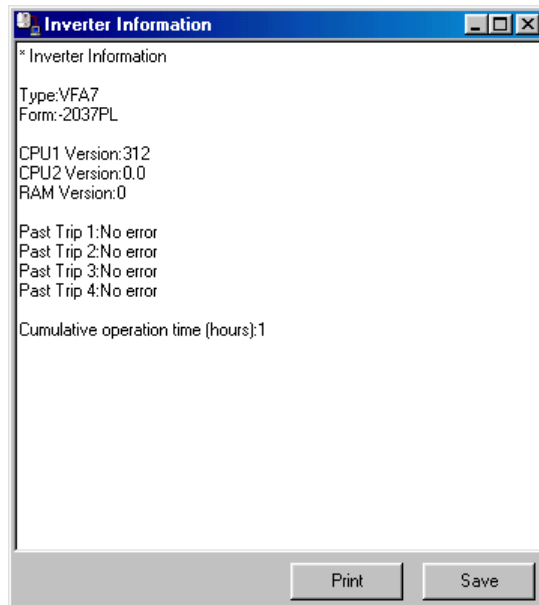 Inverter Information
* Inverter Information
Type:VFA7
Form:-2037PL
CPU1 Version:312
CPU2 Version:0.0
RAM Version:0
Past Trip 1:No error
Past Trip 2:No error
Past Trip 3:No error
Past Trip 4:No error
Cumulative operation time (hours):1
Print
Save